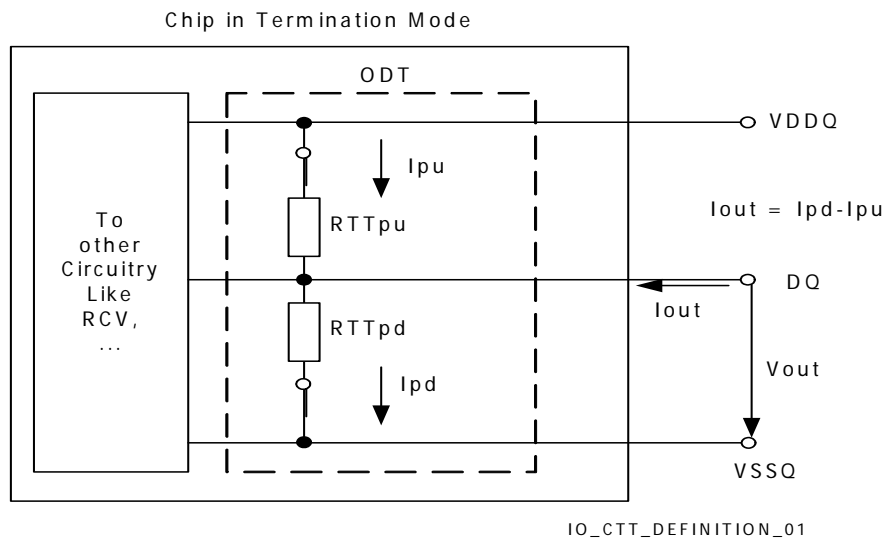 Chip in Termination Mode
ODT
VDDQ
Ipu
Iout = Ipd-Ipu
RTTpu
To
other
Circuitry
Like
RCV,
...
DQ
Iout
RTTpd
Ipd
Vout
VSSQ
IO_CTT_DEFINITION_01